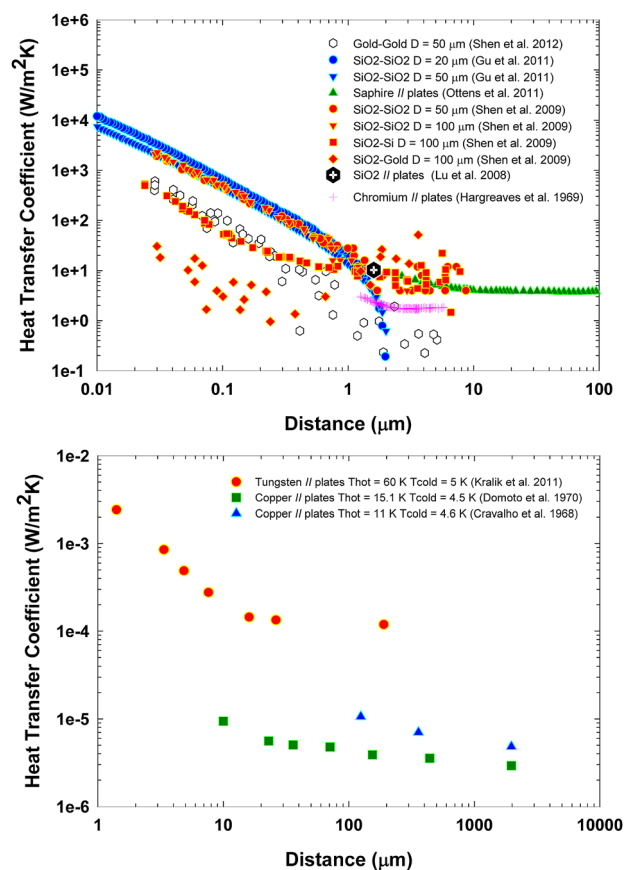 Heat Transfer Coefficient (W/m²K)
1e+6
1e+5
1e+4
1e+3
1e+2
1e+1
1e+0
1e-1
Gold-Gold D = 50 μm (Shen et al. 2012)
SiO2-SiO2 D = 20 μm (Gu et al. 2011)
SiO2-SiO2 D = 50 μm (Gu et al. 2011)
Saphire // plates (Ottens et al. 2011)
SiO2-SiO2 D = 50 μm (Shen et al. 2009)
SiO2-SiO2 D = 100 μm (Shen et al. 2009)
SiO2-Si D = 100 μm (Shen et al. 2009)
SiO2-Gold D = 100 μm (Shen et al. 2009)
SiO2 // plates (Lu et al. 2008)
Chromium // plates (Hargreaves et al. 1969)
0.01 0.1 1 10 100
Distance (μm)
Heat Transfer Coefficient (W/m²K)
1e-2
1e-3
1e-4
1e-5
1e-6
Tungsten // plates Thot = 60 K Tcold = 5 K (Kralik et al. 2011)
Copper // plates Thot = 15.1 K Tcold = 4.5 K (Domoto et al. 1970)
Copper // plates Thot = 11 K Tcold = 4.6 K (Cravalho et al. 1968)
1 10 100 1000 10000
Distance (μm)